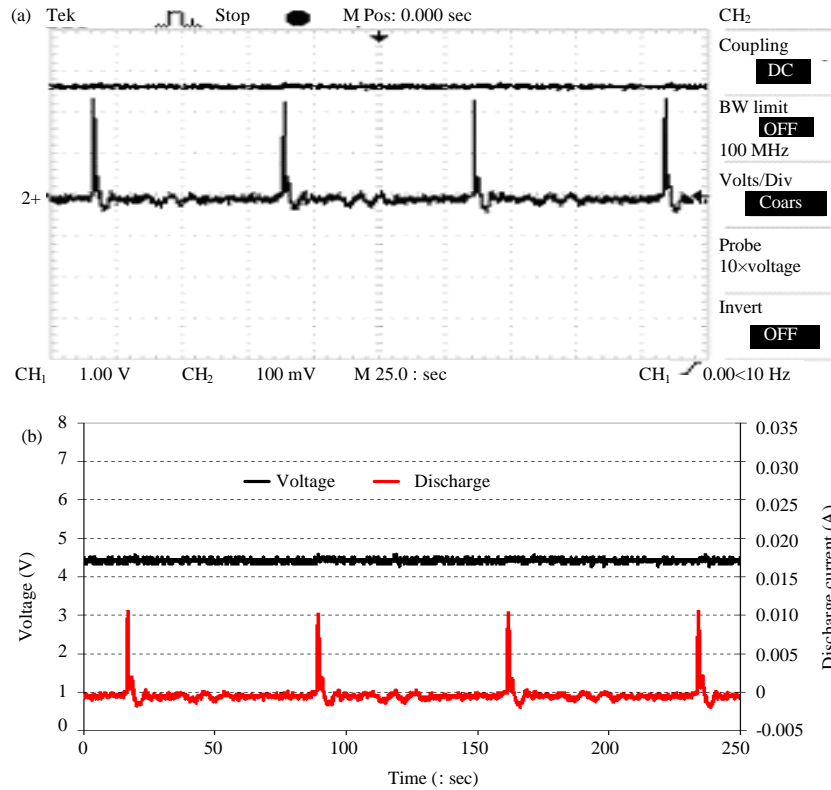 (a) Tek Stop M Pos: 0.000 sec CH2
Coupling
DC
BW limit
OFF
100 MHz
Volts/Div
Coars
2+
Probe
10×voltage
Invert
OFF
CH1 1.00 V CH2 100 mV M 25.0 : sec CH1 0.00<10 Hz
(b)
8 0.035
7 0.030
6 0.025
Voltage Discharge
5 0.020
4 0.015
3 0.010
2 0.005
1 0
0 -0.005
Voltage (V)
Discharge current (A)
0 50 100 150 200 250
Time (: sec)